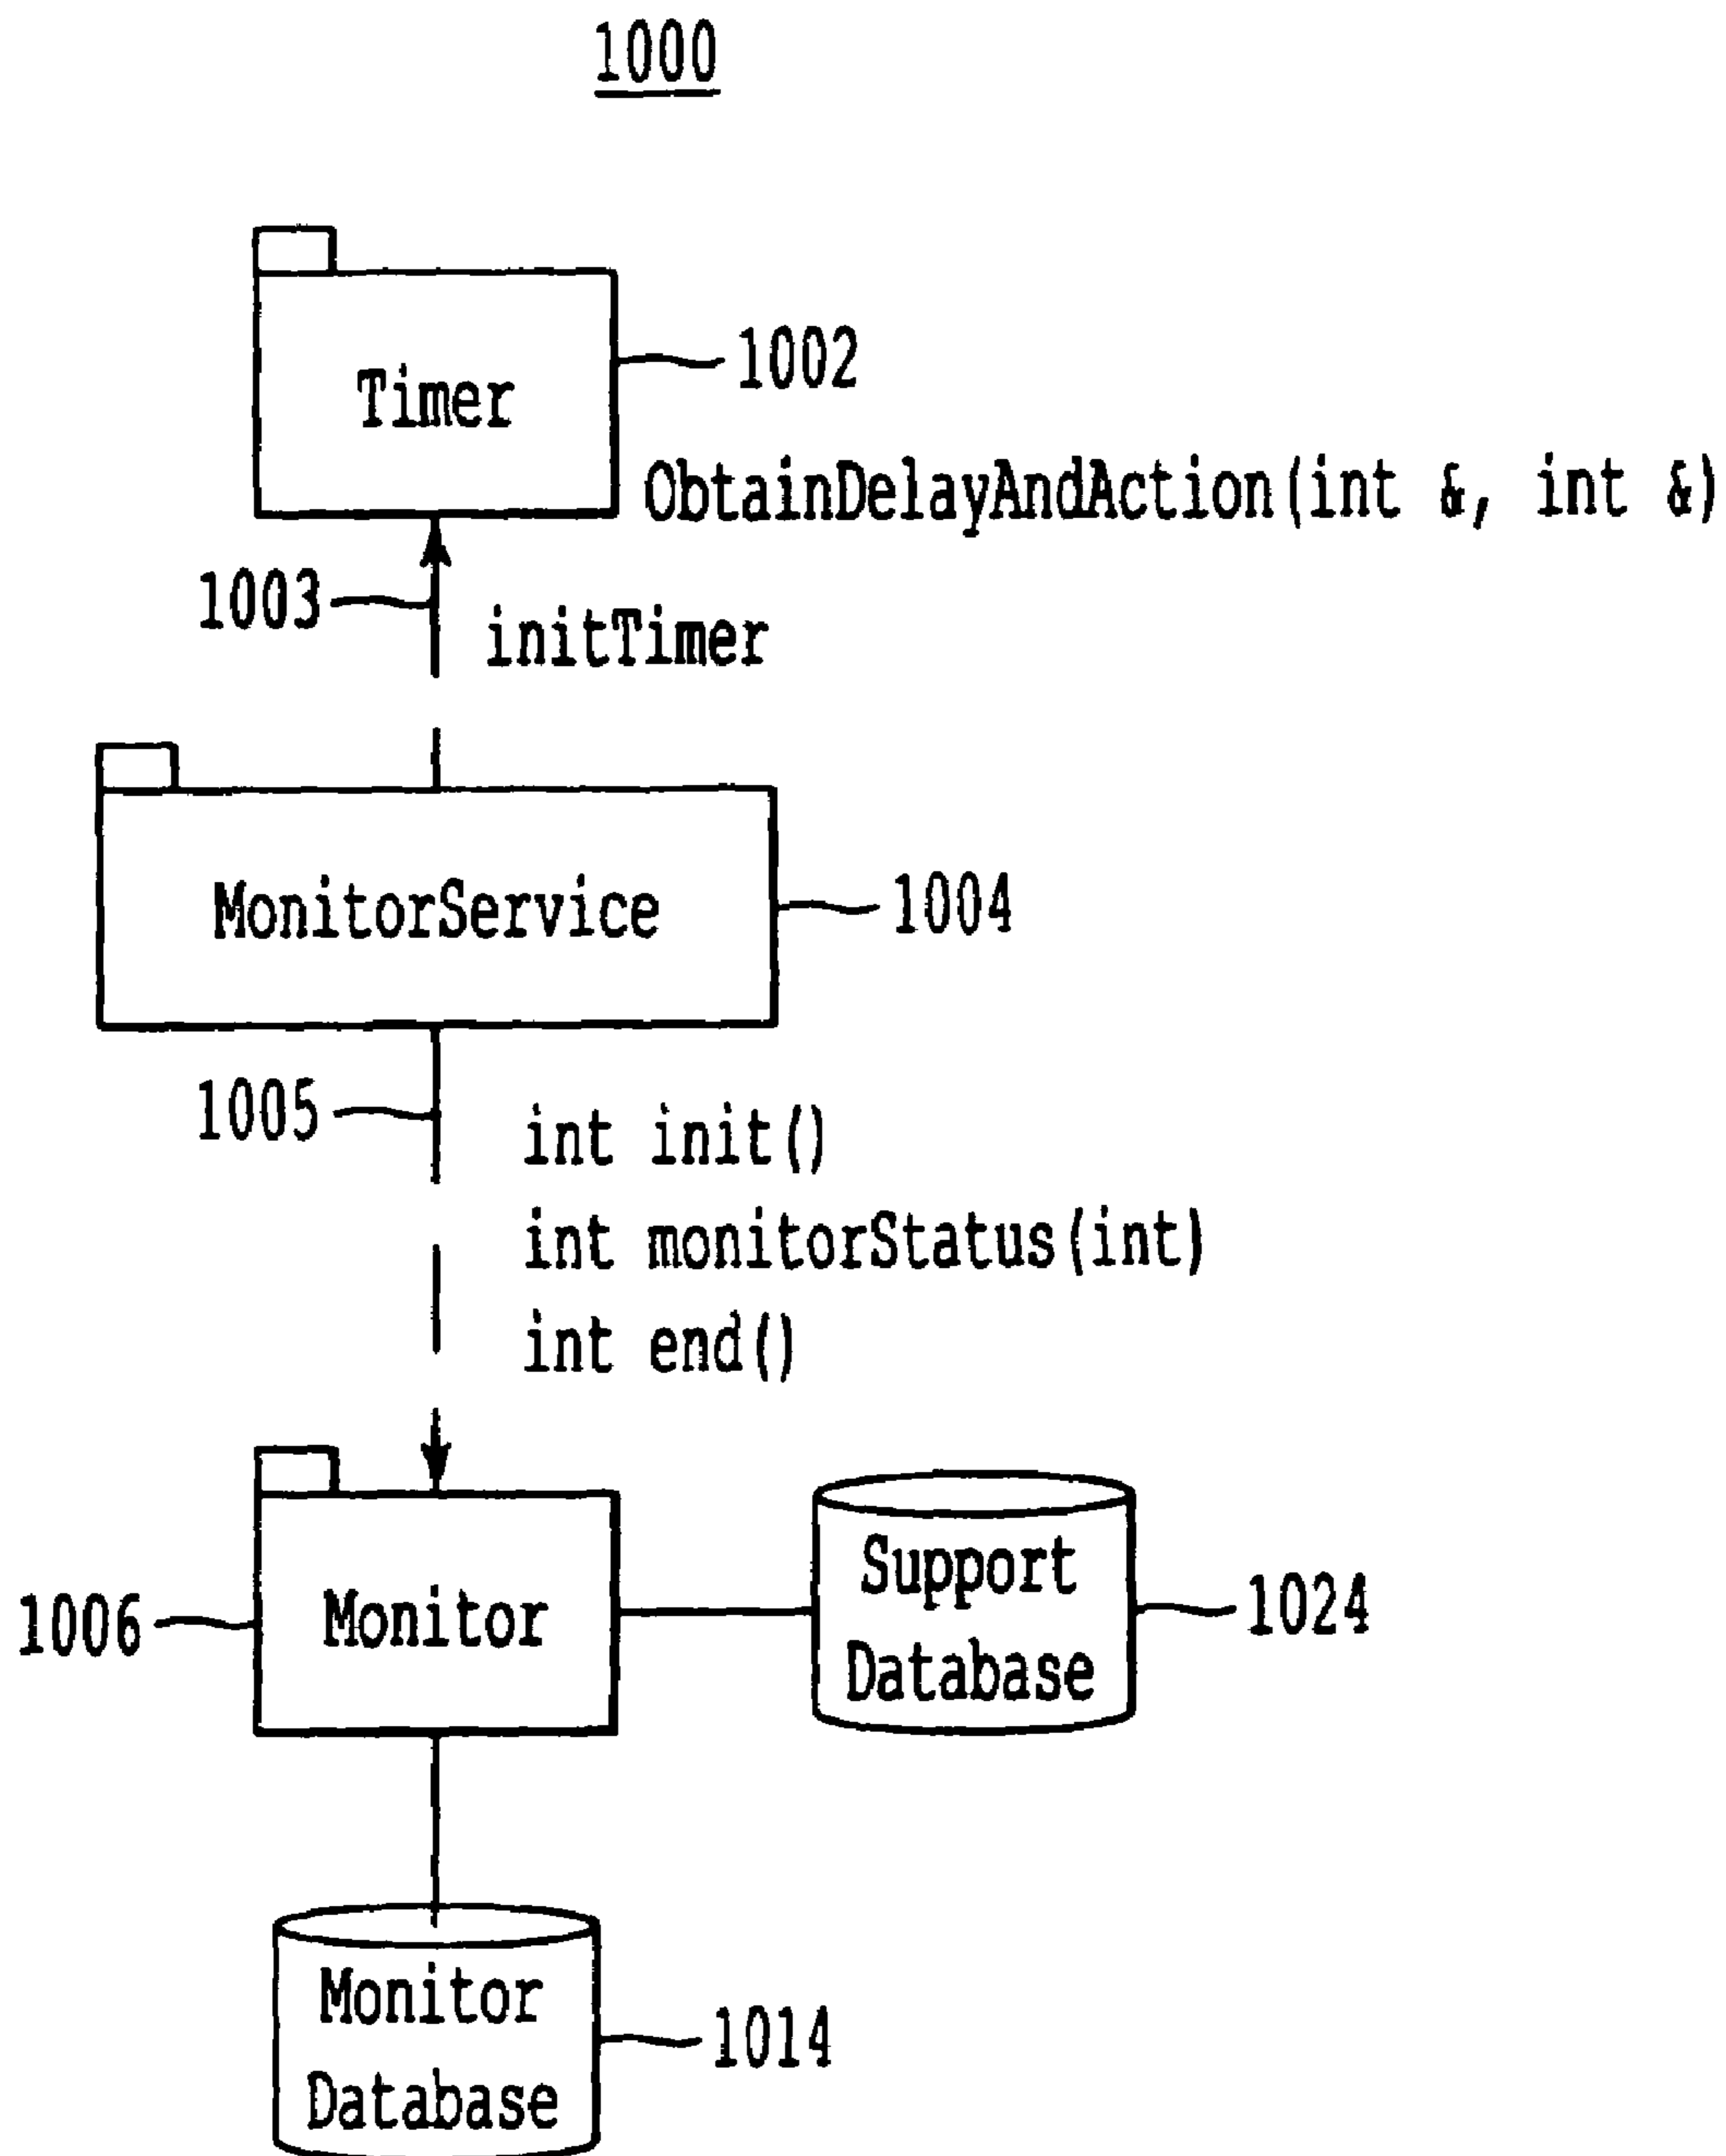 1000
Timer
1002
ObtainDelayAndAction(int &, int &)
1003
initTimer
MonitorService
1004
1005
int init()
int monitorStatus(int)
int end()
1006
Monitor
Support
Database
1024
Monitor
Database
1014